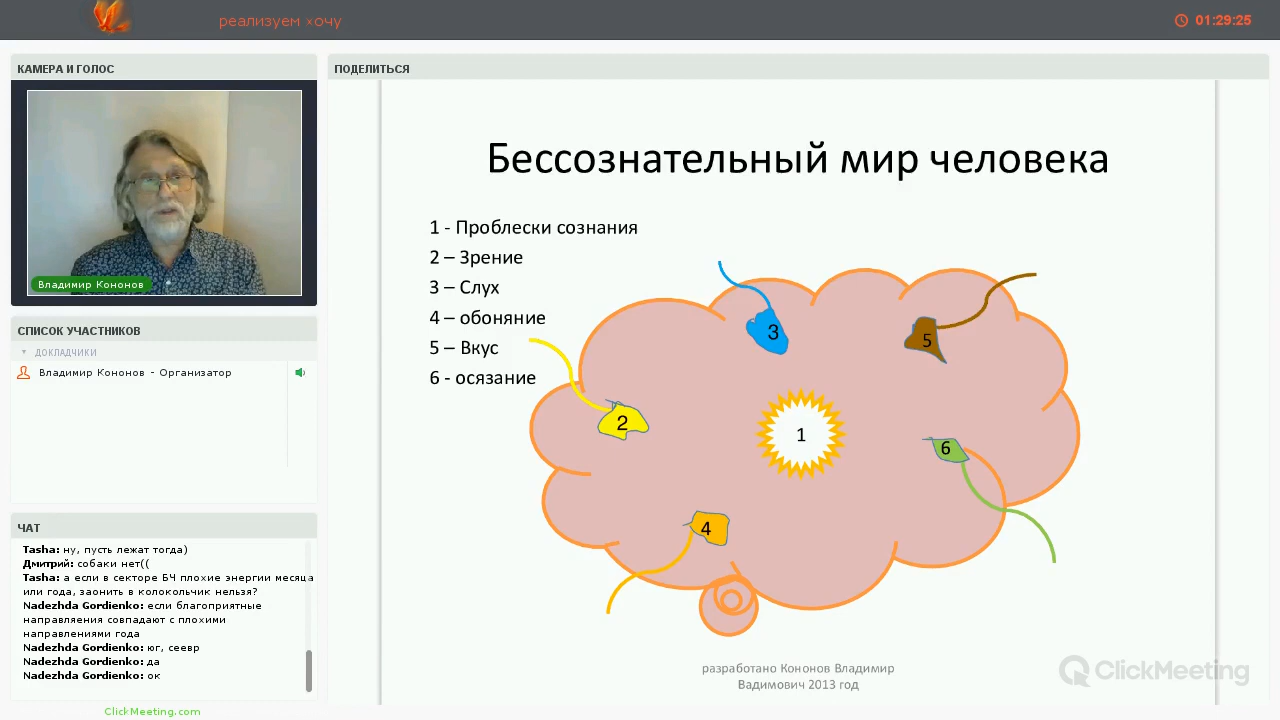 реализуем хочу
01:29:25
КАМЕРА И ГОЛОС
Владимир Кононов
СПИСОК УЧАСТНИКОВ
ДОКЛАДЧИКИ
Владимир Кононов - Организатор
ЧАТ
Tasha: ну, пусть лежат тогда)
Дмитрий: собаки нет((
Tasha: а если в секторе БЧ плохие энергии месяца
или года, заонить в колокольчик нельзя?
Nadezhda Gordienko: если благоприятные
направляения совпадают с плохими
направлениями года
Nadezhda Gordienko: юг, сеевр
Nadezhda Gordienko: да
Nadezhda Gordienko: ок
ClickMeeting.com
ПОДЕЛИТЬСЯ
Бессознательный мир человека
1 - Проблески сознания
2 – Зрение
3 – Слух
4 – обоняние
5 – Вкус
6 - осязание
3
5
2
1
6
4
разработано Кононов Владимир
Вадимович 2013 год
ClickMeeting